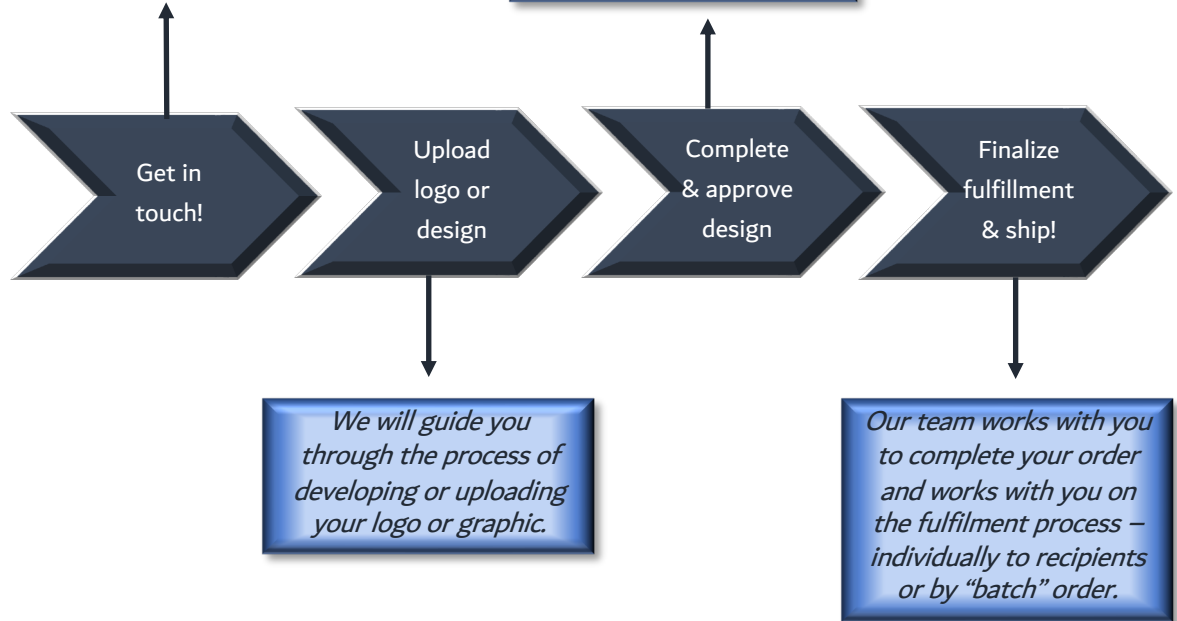 Get in
touch!
Upload
logo or
design
Complete
& approve
design
Finalize
fulfillment
& ship!
We will guide you
through the process of
developing or uploading
your logo or graphic.
Our team works with you
to complete your order
and works with you on
the fulfilment process –
individually to recipients
or by “batch” order.